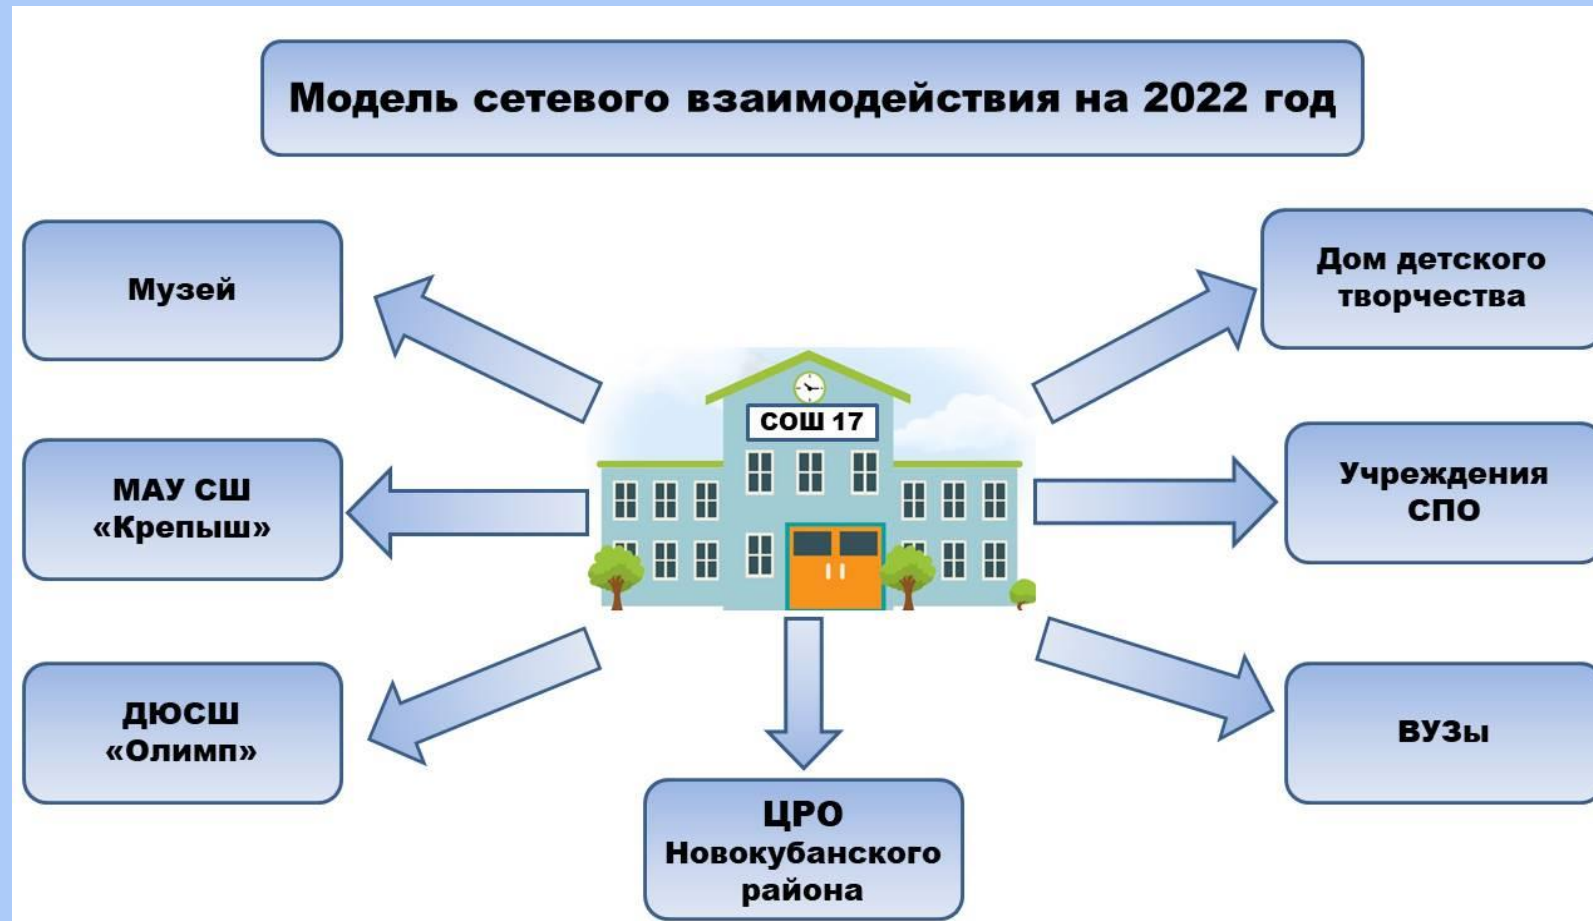 Модель сетевого взаимодействия на 2022 год
Музей
Дом детского
творчества
СОШ 17
МАУ СШ
«Крепыш»
Учреждения
СПО
ДЮСШ
«Олимп»
ВУЗы
ЦРО
Новокубанского
района